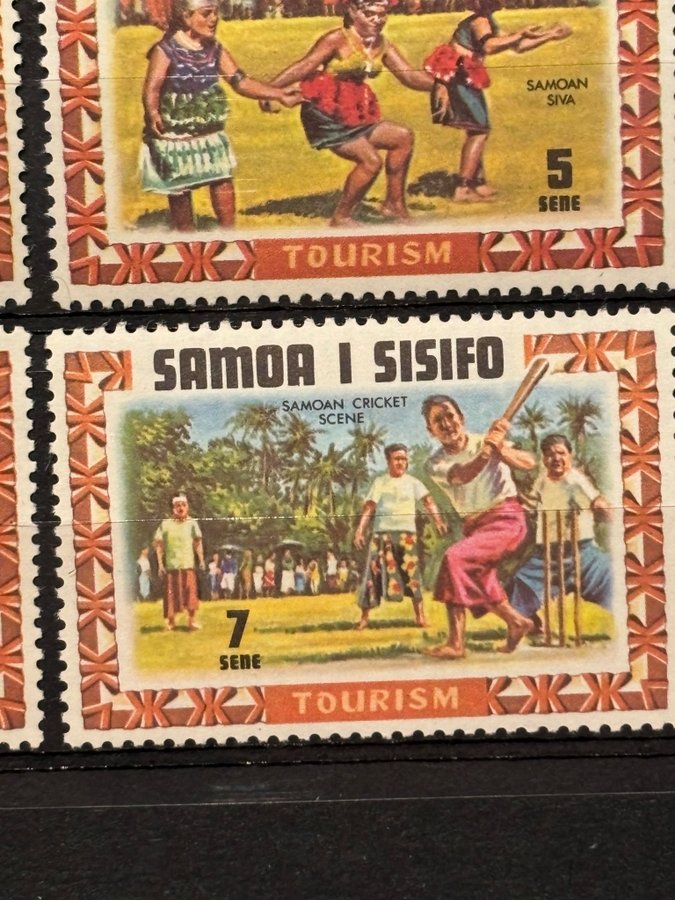 SAMOAN
SIVA
5
SENE
TOURISM
SAMOA I SISIFO
SAMOAN CRICKET
SCENE
7
SENE
TOURISM